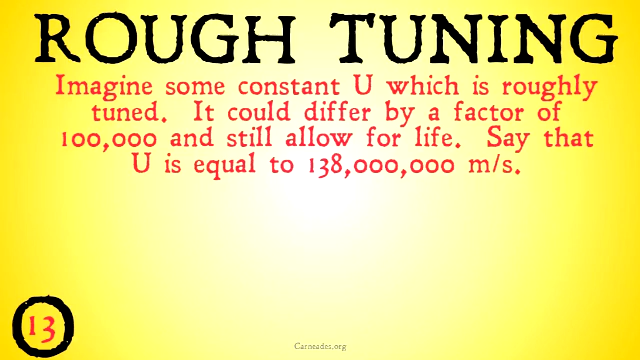 ROUGH TUNING
Imagine some constant U which is roughly
tuned. It could differ by a factor of
100,000 and still allow for life. Say that
U is equal to 138,000,000 m/s.
13
Carneades.org